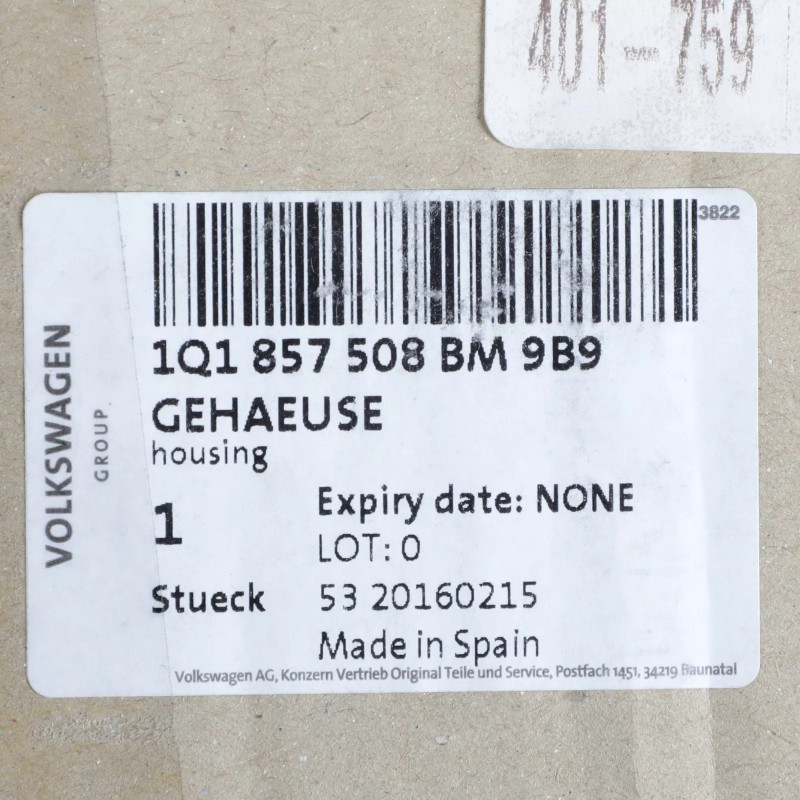 401-759
3822
VOLKSWAGEN
GROUP.
1Q1 857 508 BM 9B9
GEHAEUSE
housing
1
Expiry date: NONE
LOT: 0
Stueck
53 20160215
Made in Spain
Volkswagen AG, Konzern Vertrieb Original Teile und Service, Postfach 1451, 34219 Baunatal